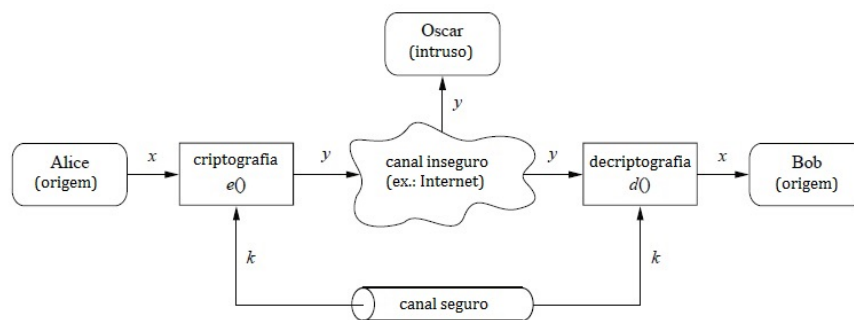 Oscar
(intruso)
y
Alice
(origem)
x
criptografia
e()
y
canal inseguro
(ex.: Internet)
y
decriptografia
d()
x
Bob
(origem)
k
k
canal seguro